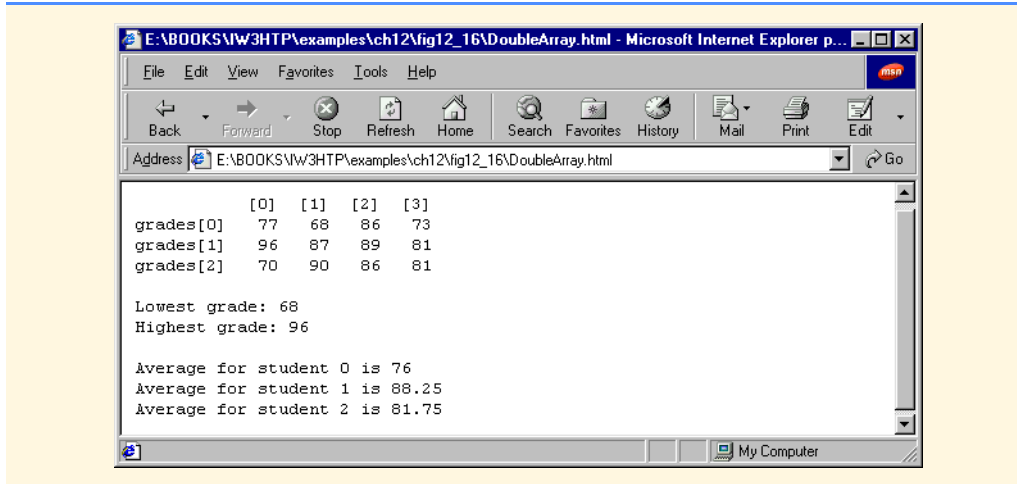 E:\BOOKS\IW3HTP\examples\ch12\fig12_16\DoubleArray.html - Microsoft Internet Explorer p...
File Edit View Favorites Tools Help
msn
Back Forward Stop Refresh Home Search Favorites History Mail Print Edit
Address E:\BOOKS\IW3HTP\examples\ch12\fig12_16\DoubleArray.html Go
[0] [1] [2] [3]
grades[0] 77 68 86 73
grades[1] 96 87 89 81
grades[2] 70 90 86 81
Lowest grade: 68
Highest grade: 96
Average for student 0 is 76
Average for student 1 is 88.25
Average for student 2 is 81.75
My Computer